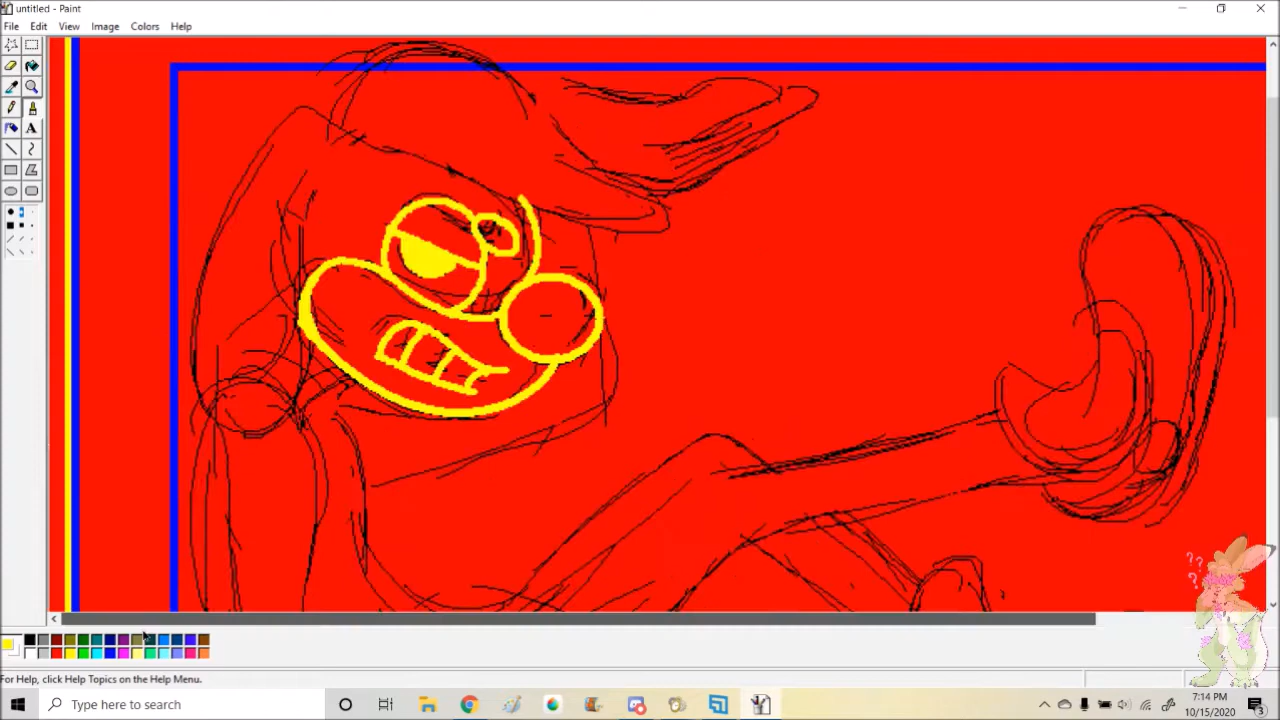 untitled - Paint
File Edit View Image Colors Help
A
For Help, click Help Topics on the Help Menu.
Type here to search
7:14 PM
10/15/2020
3
??
?